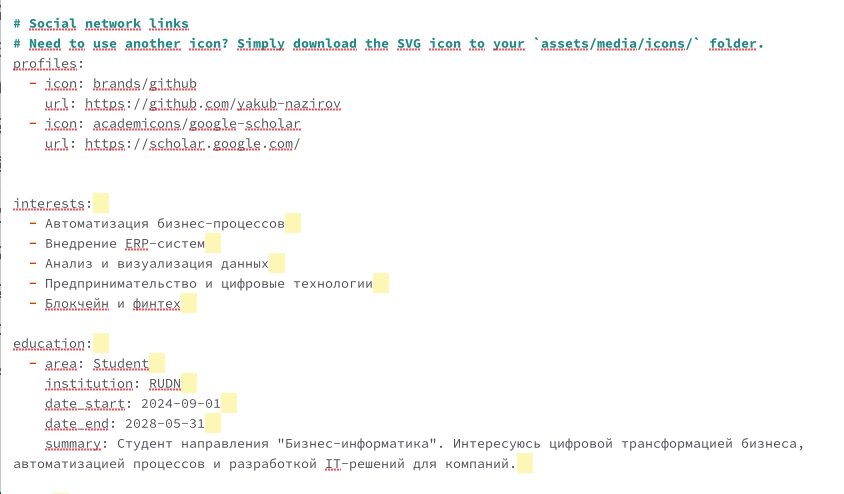 # Social network links
# Need to use another icon? Simply download the SVG icon to your `assets/media/icons/` folder.
profiles:
  - icon: brands/github
    url: https://github.com/yakub-nazirov
  - icon: academicons/google-scholar
    url: https://scholar.google.com/

interests:
  - Автоматизация бизнес-процессов
  - Внедрение ERP-систем
  - Анализ и визуализация данных
  - Предпринимательство и цифровые технологии
  - Блокчейн и финтех

education:
  - area: Student
    institution: RUDN
    date_start: 2024-09-01
    date_end: 2028-05-31
    summary: Студент направления "Бизнес-информатика". Интересуюсь цифровой трансформацией бизнеса,
автоматизацией процессов и разработкой IT-решений для компаний.